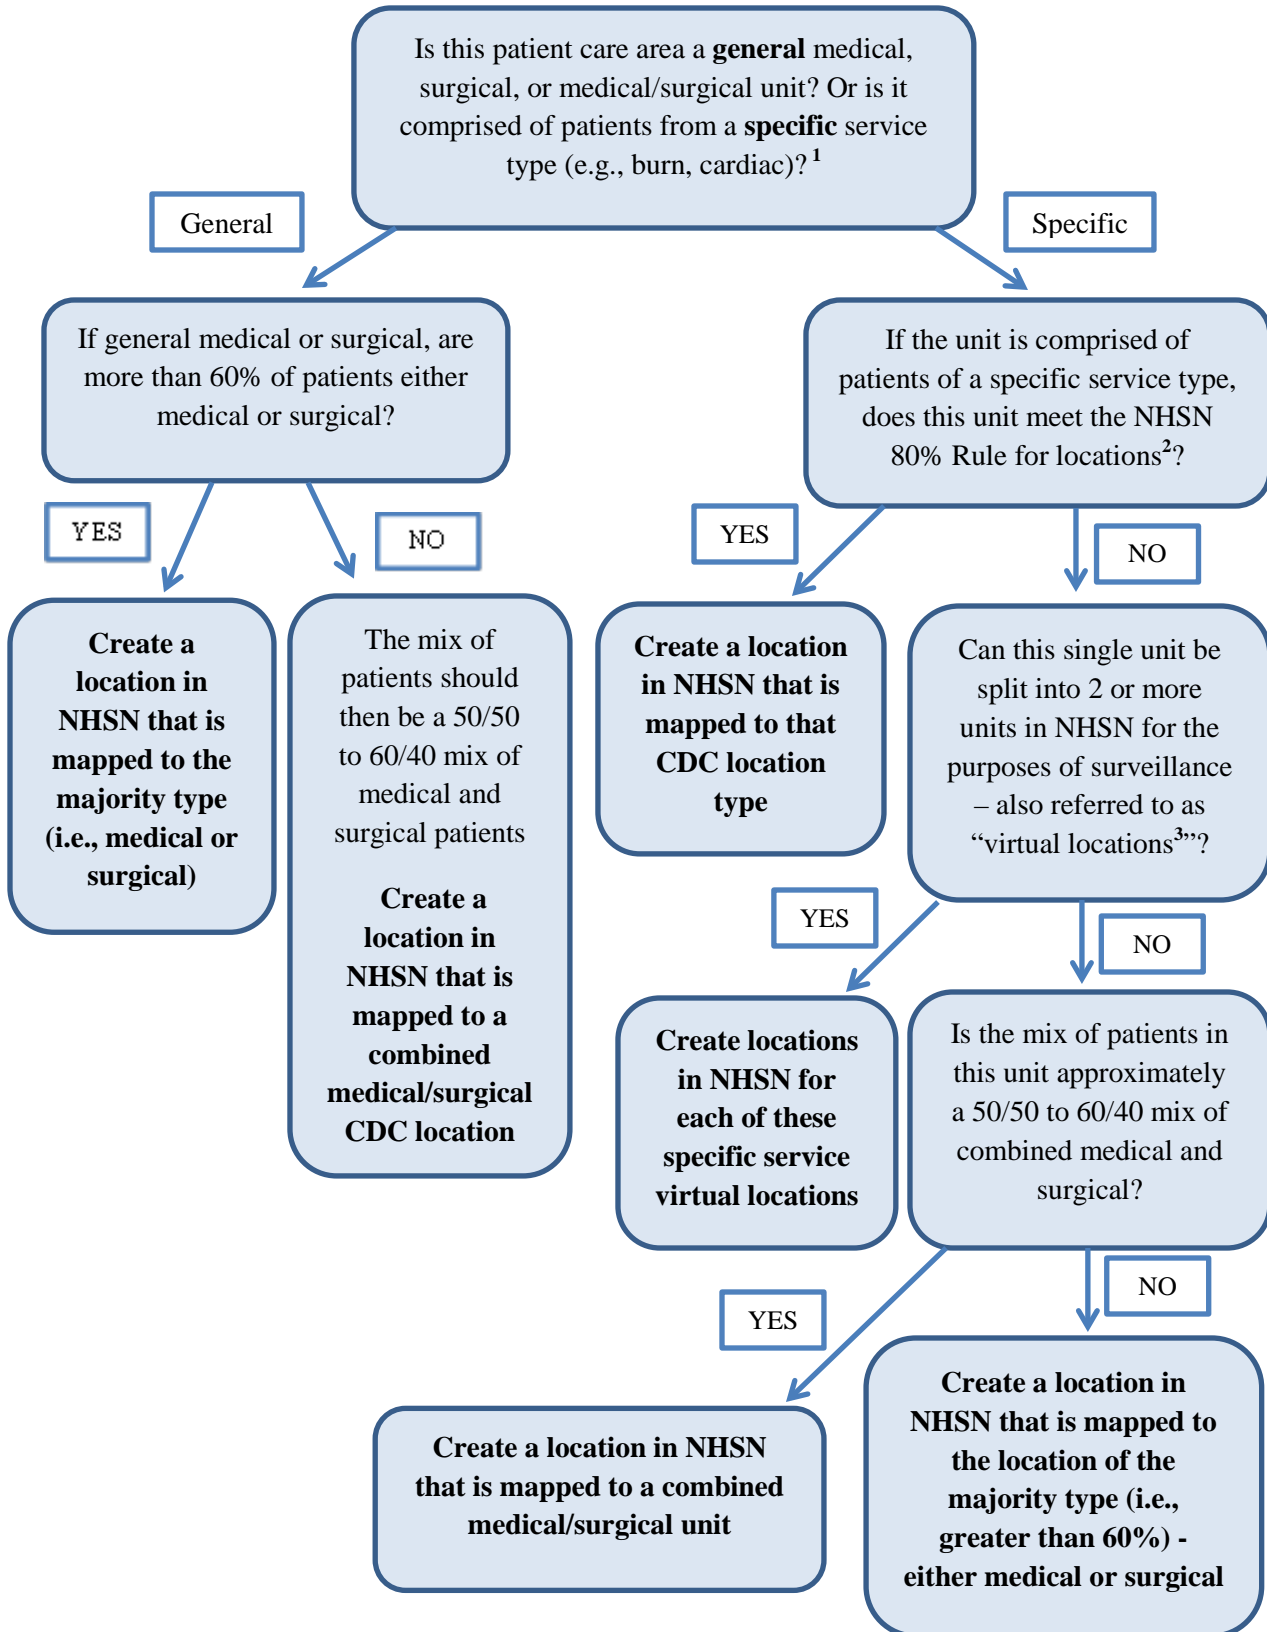 Is this patient care area a general medical,
surgical, or medical/surgical unit? Or is it
comprised of patients from a specific service
type (e.g., burn, cardiac)? 1
General
Specific
If general medical or surgical, are
more than 60% of patients either
medical or surgical?
If the unit is comprised of
patients of a specific service type,
does this unit meet the NHSN
80% Rule for locations2?
YES
NO
YES
NO
Create a
location in
NHSN that is
mapped to the
majority type
(i.e., medical or
surgical)
The mix of
patients should
then be a 50/50
to 60/40 mix of
medical and
surgical patients
Create a
location in
NHSN that is
mapped to a
combined
medical/surgical
CDC location
Create a location
in NHSN that is
mapped to that
CDC location
type
Can this single unit be
split into 2 or more
units in NHSN for the
purposes of surveillance
– also referred to as
“virtual locations3”?
YES
NO
Create locations
in NHSN for
each of these
specific service
virtual locations
Is the mix of patients in
this unit approximately
a 50/50 to 60/40 mix of
combined medical and
surgical?
YES
NO
Create a location in NHSN
that is mapped to a combined
medical/surgical unit
Create a location in
NHSN that is mapped to
the location of the
majority type (i.e.,
greater than 60%) -
either medical or surgical